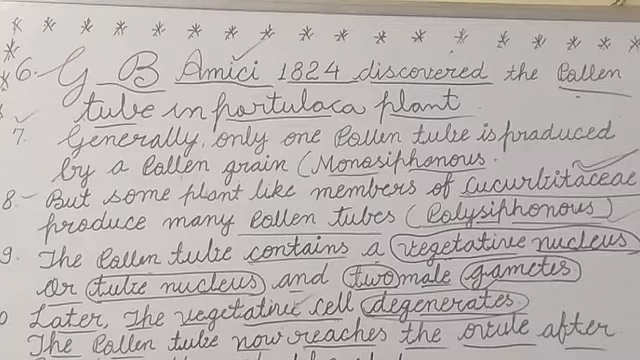 6. G B Amici 1824 discovered the Pollen
tube in portulaca plant
7. Generally, only one Pollen tube is produced
by a Pollen grain (Monosiphonous.
8. But some plant like members of Cucurbitaceae
produce many Pollen tubes (Polysiphonous)
9. The Pollen tube contains a vegetative nucleus
Or tube nucleus and two male gametes
0 Later, The vegetative cell degenerates.
The Pollen tube now reaches the ovule after